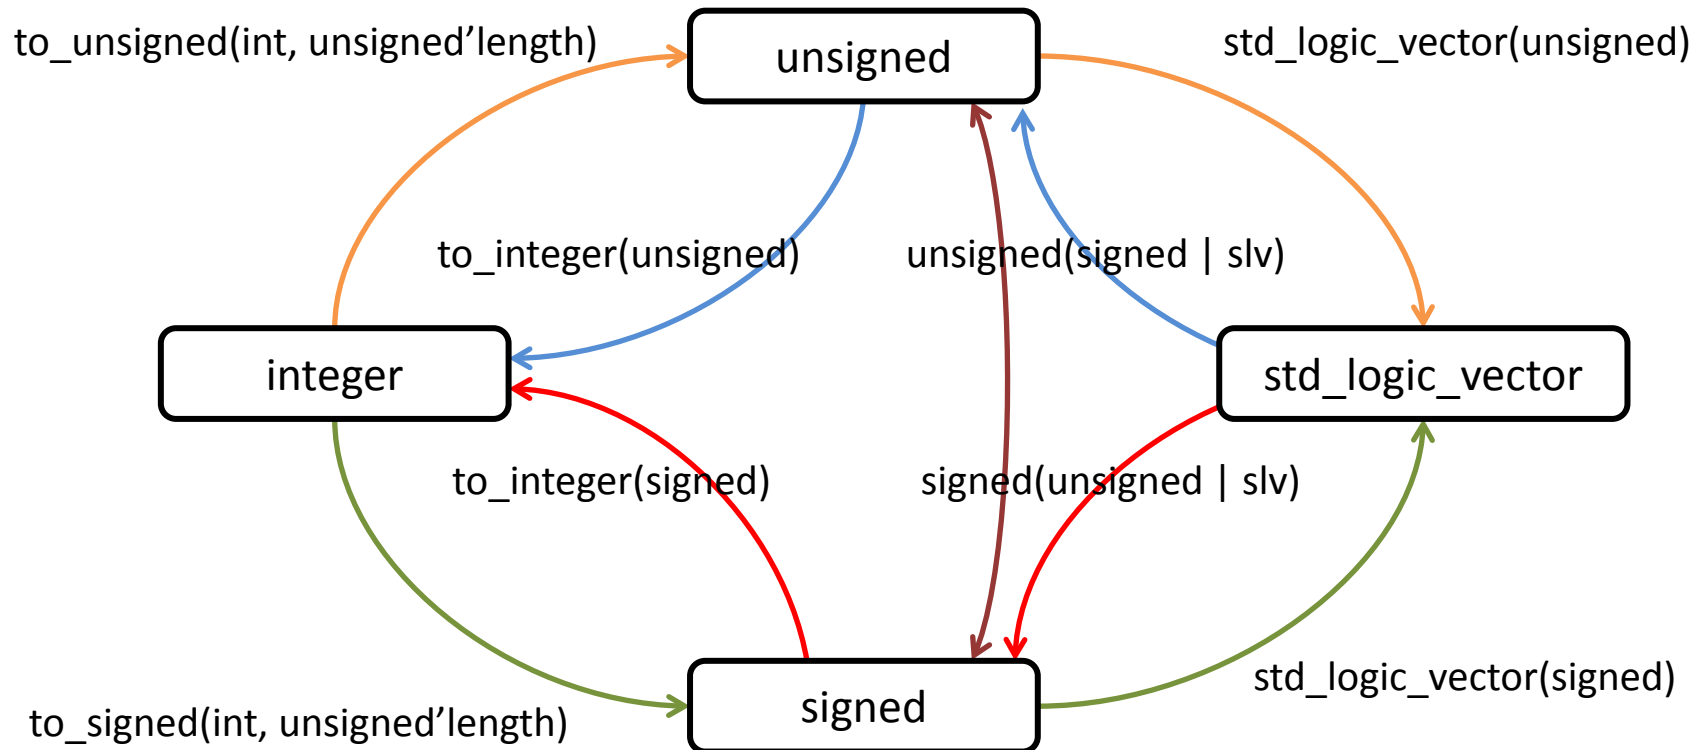 to_unsigned(int, unsigned’length)
unsigned
std_logic_vector(unsigned)
to_integer(unsigned)
unsigned(signed | slv)
integer
std_logic_vector
to_integer(signed)
signed(unsigned | slv)
std_logic_vector(signed)
signed
to_signed(int, unsigned’length)